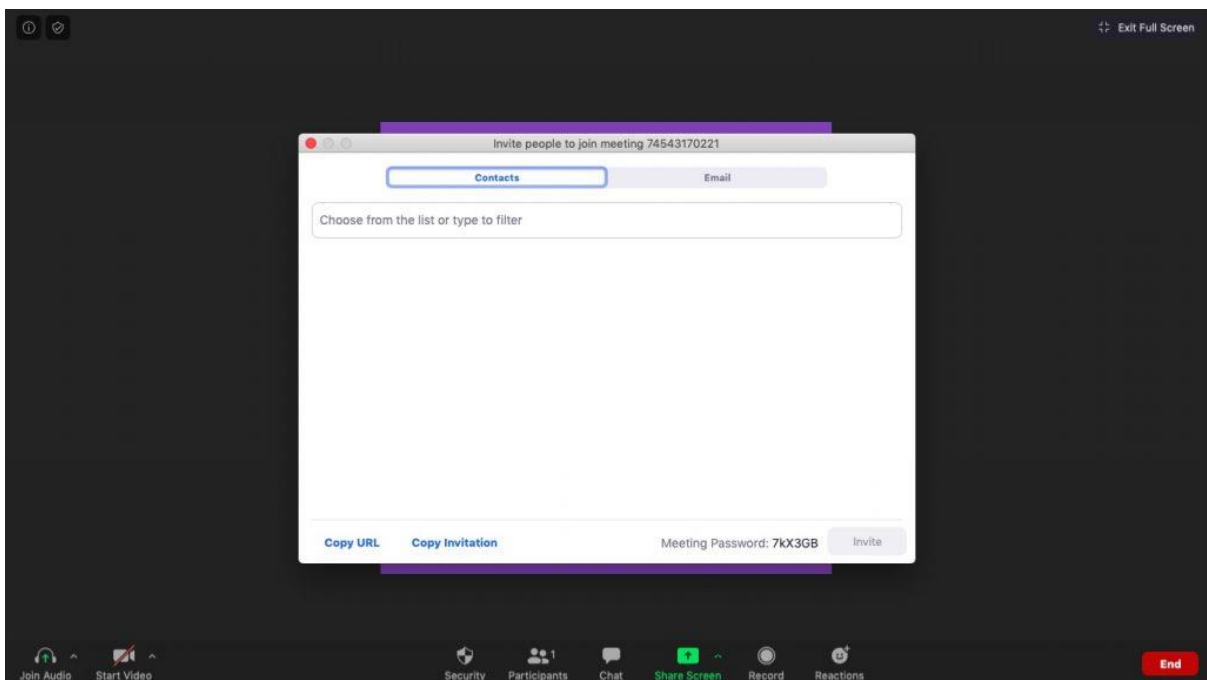 Exit Full Screen
Invite people to join meeting 74543170221
Contacts Email
Choose from the list or type to filter
Copy URL Copy Invitation Meeting Password: 7kX3GB Invite
1
Join Audio Start Video Security Participants Chat Share Screen Record Reactions End